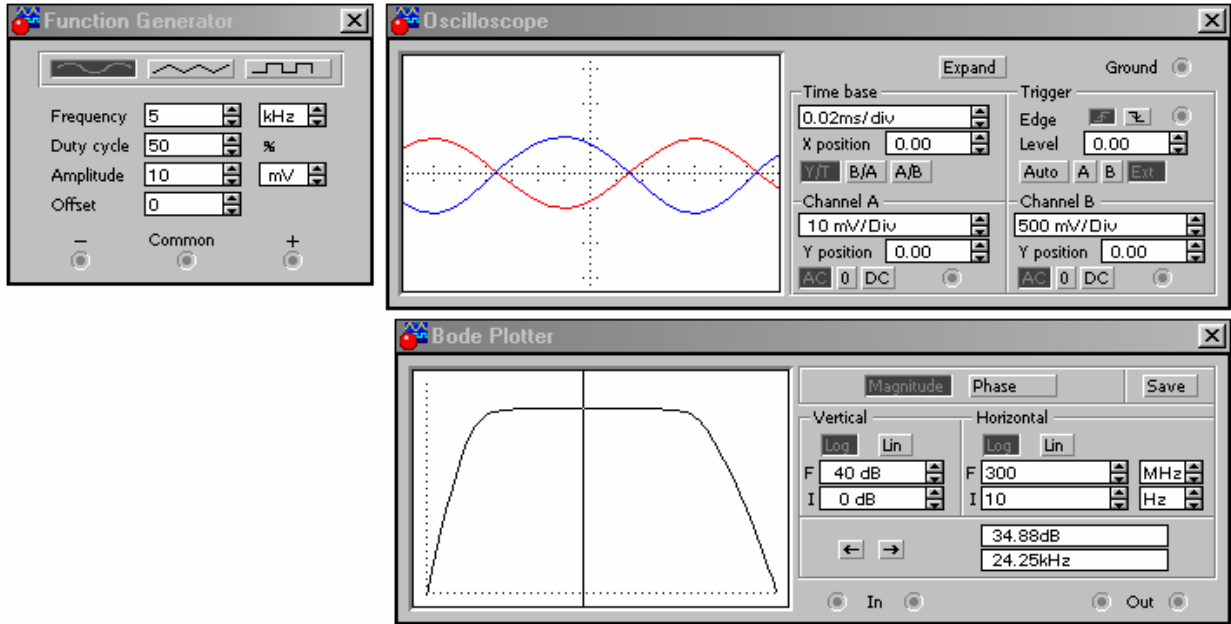 Function Generator
Frequency 5 kHz
Duty cycle 50 %
Amplitude 10 mV
Offset 0
− Common +
Oscilloscope
Expand Ground
Time base
0.02ms/div
X position 0.00
Y/T B/A A/B
Trigger
Edge
Level 0.00
Auto A B Ext
Channel A
10 mV/Div
Y position 0.00
AC 0 DC
Channel B
500 mV/Div
Y position 0.00
AC 0 DC
Bode Plotter
Magnitude Phase Save
Vertical
Log Lin
F 40 dB
I 0 dB
Horizontal
Log Lin
F 300 MHz
I 10 Hz
← →
34.88dB
24.25kHz
In Out